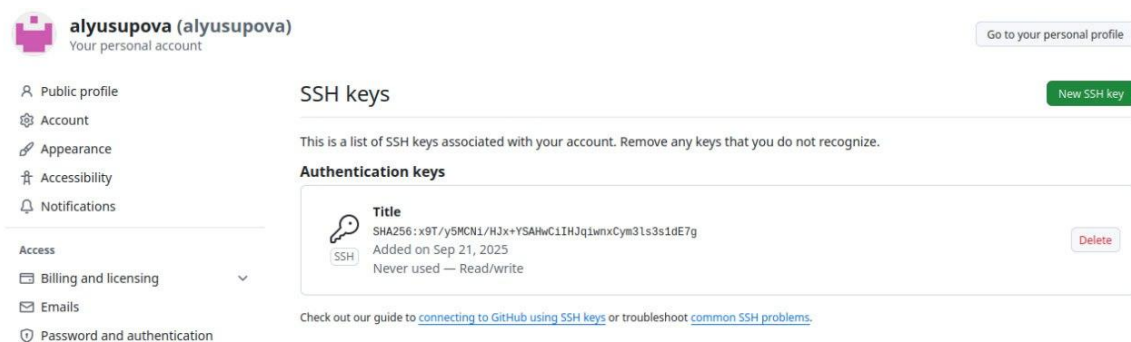 alyusupova (alyusupova)
Your personal account
Go to your personal profile
Public profile
Account
Appearance
Accessibility
Notifications
Access
Billing and licensing
Emails
Password and authentication
SSH keys
New SSH key
This is a list of SSH keys associated with your account. Remove any keys that you do not recognize.
Authentication keys
Title
SHA256:x9T/y5MCNi/HJx+YSAHwCiIHJqiwnxCym3ls3s1dE7g
Added on Sep 21, 2025
Never used — Read/write
SSH
Delete
Check out our guide to connecting to GitHub using SSH keys or troubleshoot common SSH problems.